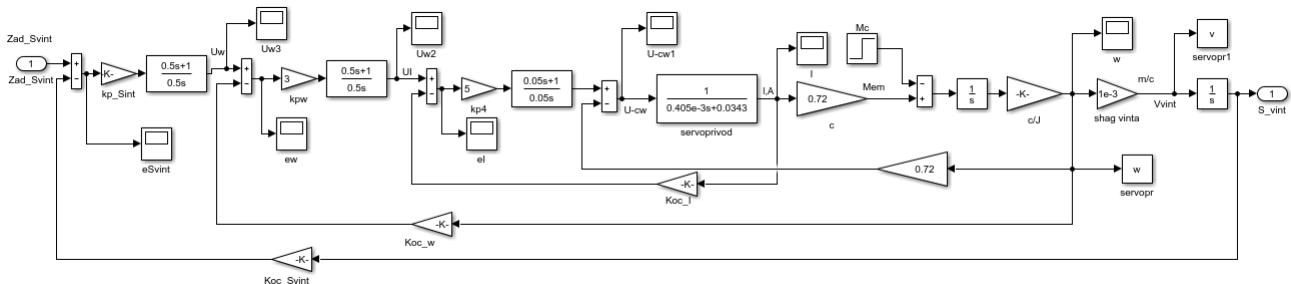 Zad_Svint
1
Zad_Svint
+
−
-K-
kp_Sint
0.5s+1
0.5s
eSvint
Uw
Uw3
+
−
3
kpw
ew
0.5s+1
0.5s
UI
Uw2
+
−
5
kp4
eI
0.05s+1
0.05s
+
−
U-cw
U-cw1
1
0.405e-3s+0.0343
servoprivod
I,A
I
0.72
c
Mc
Mem
−
+
1
s
-K-
c/J
w
1e-3
shag vinta
m/c
Vvint
v
servopr1
1
s
1
S_vint
0.72
w
servopr
-K-
Koc_I
-K-
Koc_w
-K-
Koc_Svint